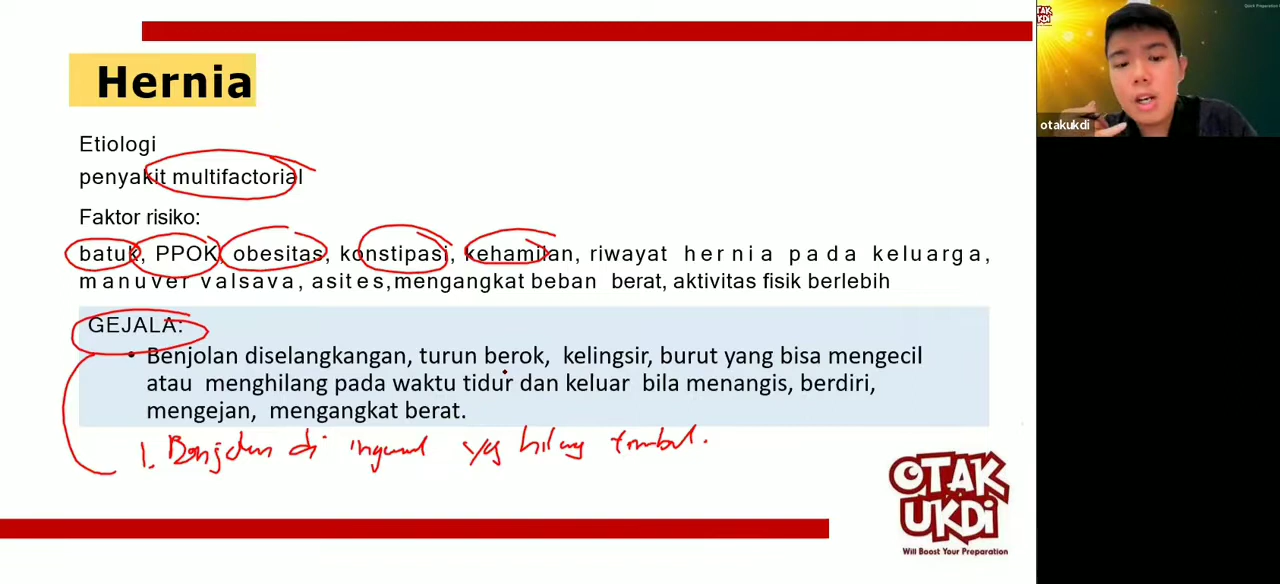 Hernia
Etiologi
penyakit multifactorial
Faktor risiko:
batuk, PPOK, obesitas, konstipasi, kehamilan, riwayat hernia pada keluarga,
manuver valsava, asites,mengangkat beban berat, aktivitas fisik berlebih
GEJALA:
• Benjolan diselangkangan, turun berok, kelingsir, burut yang bisa mengecil
atau menghilang pada waktu tidur dan keluar bila menangis, berdiri,
mengejan, mengangkat berat.
1. Benjolan di inguinal yg hilang timbul.
OTAK
UKDI
Will Boost Your Preparation
OTAK
UKDI
otakukdi